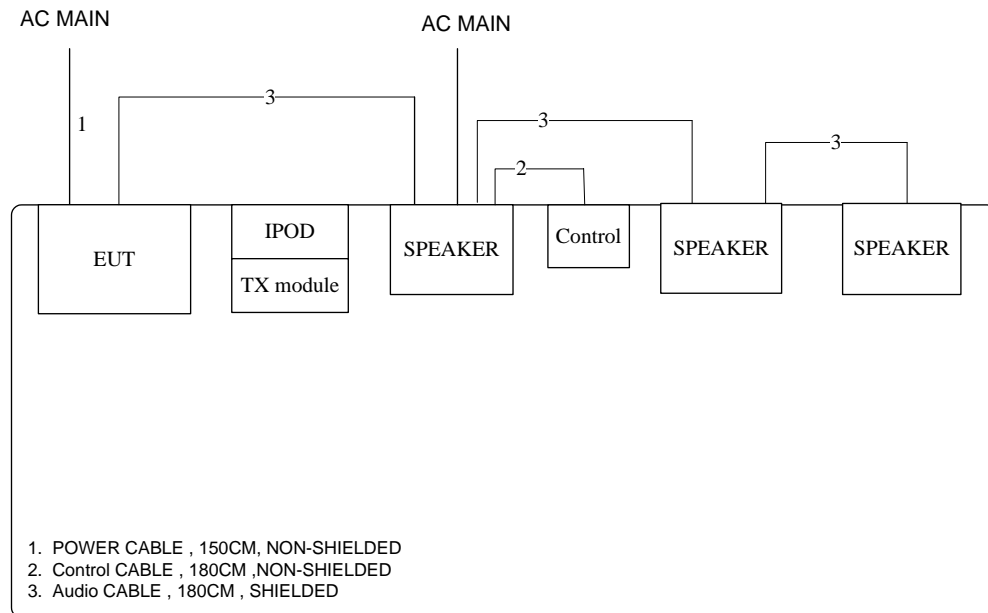 AC MAIN
AC MAIN
3
1
3
3
2
EUT
IPOD
TX module
SPEAKER
Control
SPEAKER
SPEAKER
1. POWER CABLE , 150CM, NON-SHIELDED
2. Control CABLE , 180CM ,NON-SHIELDED
3. Audio CABLE , 180CM , SHIELDED